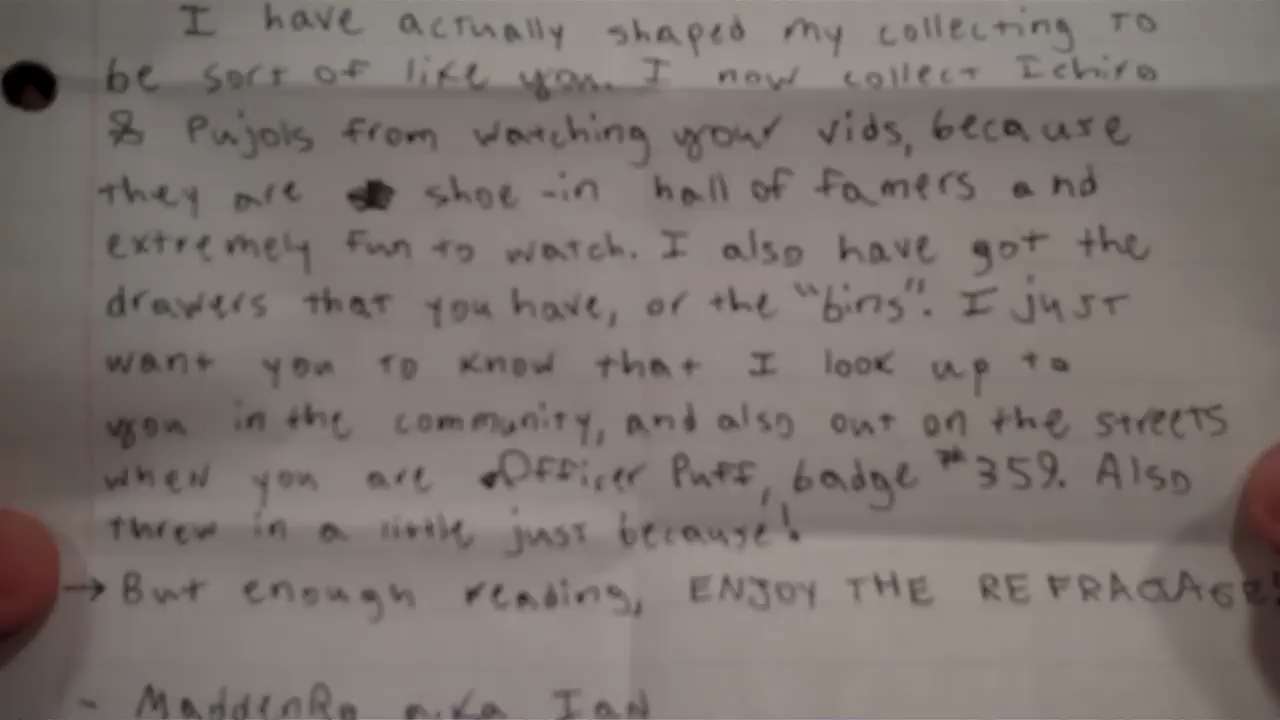 I have actually shaped my collecting to
be sort of like you. I now collect Ichiro
& Pujols from watching your vids, because
they are shoe-in hall of famers and
extremely fun to watch. I also have got the
drawers that you have, or the "bins". I just
want you to know that I look up to
you in the community, and also out on the streets
when you are Officer Puff, badge #359. Also
threw in a little just because!
→ But enough reading, ENJOY THE REFRACAGE!
- MaddenRo a.k.a Ian